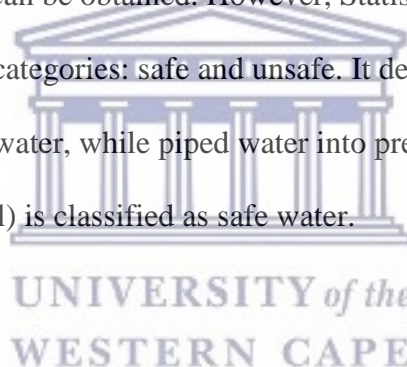 can be obtained. However, Statis
categories: safe and unsafe. It de
water, while piped water into pre
l) is classified as safe water.
UNIVERSITY of the
WESTERN CAPE